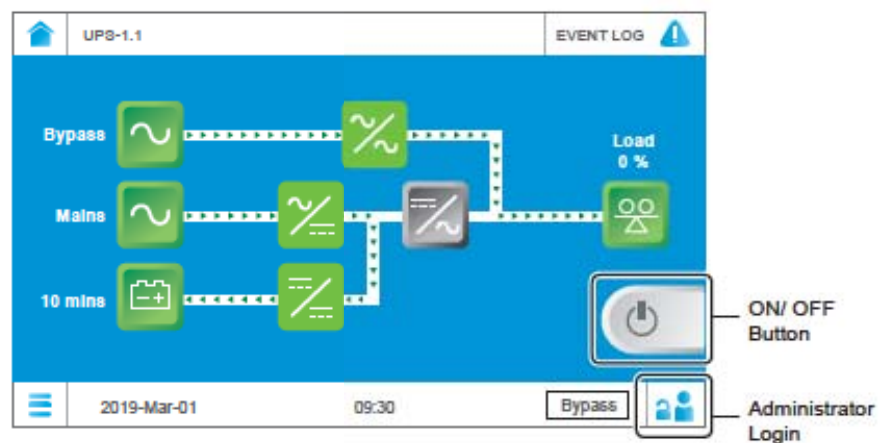 UPS-1.1
EVENT LOG
Bypass
Load
0 %
Mains
10 mins
ON/ OFF
Button
2019-Mar-01
09:30
Bypass
Administrator
Login